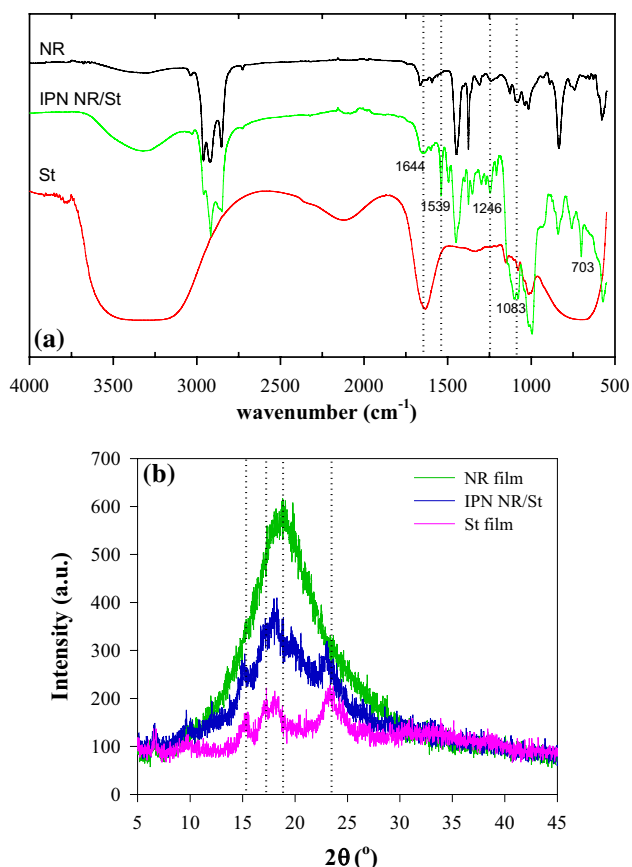 NR
IPN NR/St
St
1644
1539
1246
1083
703
(a)
4000 3500 3000 2500 2000 1500 1000 500
wavenumber (cm-1)
(b)
NR film
IPN NR/St
St film
700
600
500
400
300
200
100
0
Intensity (a.u.)
5 10 15 20 25 30 35 40 45
2θ (º)